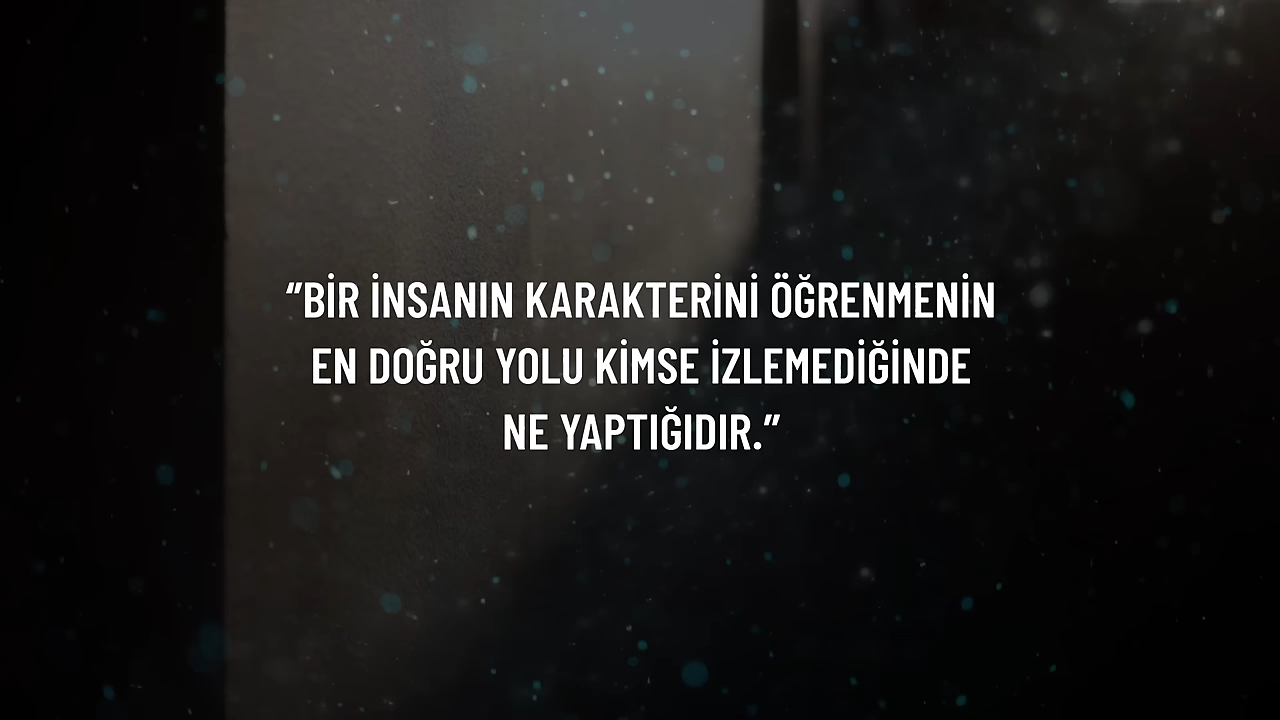 “BİR İNSANIN KARAKTERİNİ ÖĞRENMENİN
EN DOĞRU YOLU KİMSE İZLEMEDİĞİNDE
NE YAPTIĞIDIR.”